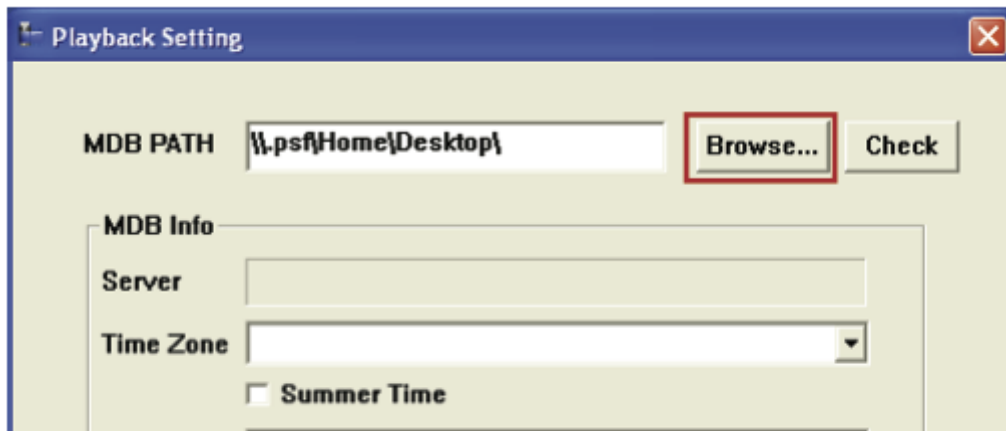 Playback Setting
MDB PATH \\.psf\Home\Desktop\ Browse... Check
MDB Info
Server
Time Zone
Summer Time